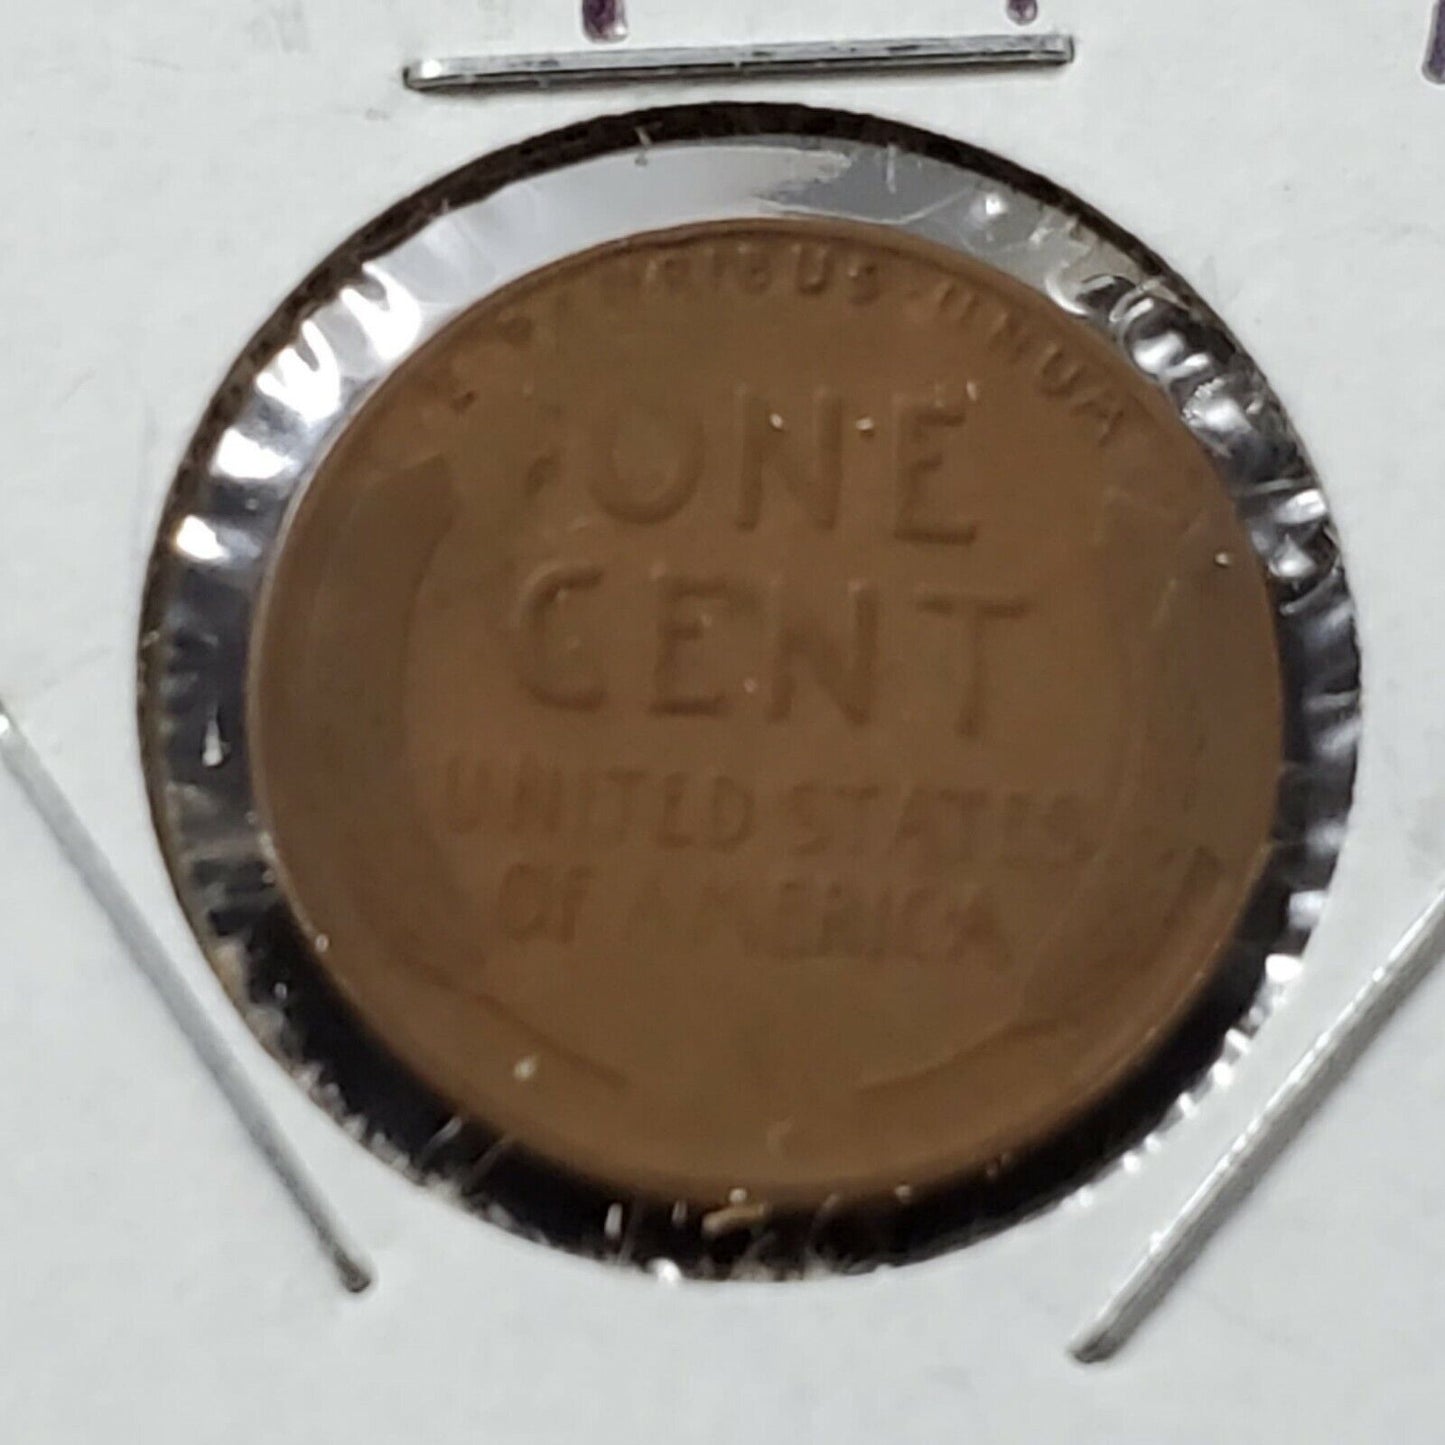 E PLURIBUS UNUM
ONE
CENT
UNITED STATES
OF AMERICA